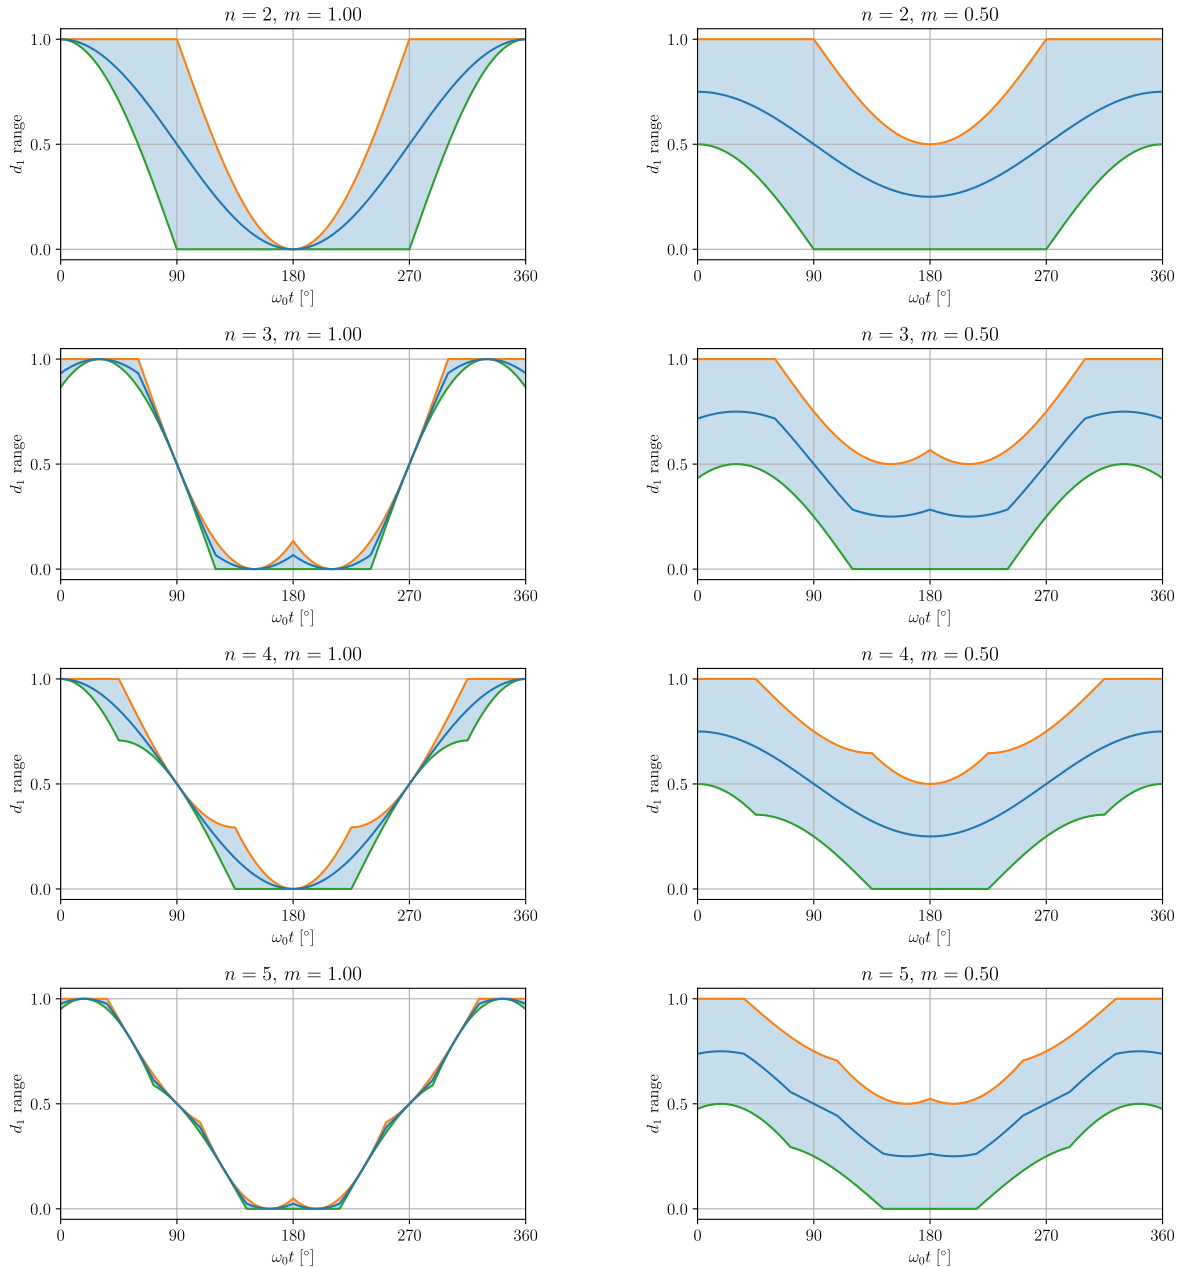 n = 2, m = 1.00
1.0
0.5
0.0
d₁ range
0 90 180 270 360
ω₀t [°]
n = 2, m = 0.50
1.0
0.5
0.0
d₁ range
0 90 180 270 360
ω₀t [°]
n = 3, m = 1.00
1.0
0.5
0.0
d₁ range
0 90 180 270 360
ω₀t [°]
n = 3, m = 0.50
1.0
0.5
0.0
d₁ range
0 90 180 270 360
ω₀t [°]
n = 4, m = 1.00
1.0
0.5
0.0
d₁ range
0 90 180 270 360
ω₀t [°]
n = 4, m = 0.50
1.0
0.5
0.0
d₁ range
0 90 180 270 360
ω₀t [°]
n = 5, m = 1.00
1.0
0.5
0.0
d₁ range
0 90 180 270 360
ω₀t [°]
n = 5, m = 0.50
1.0
0.5
0.0
d₁ range
0 90 180 270 360
ω₀t [°]